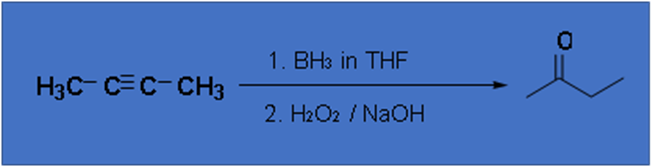 1. BH₃ in THF
H₃C–C≡C–CH₃
2. H₂O₂ / NaOH
O